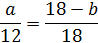 a/12 = (18 − b)/18